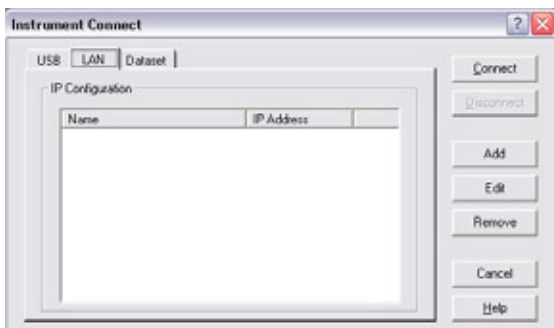 Instrument Connect
USB LAN Dataset
IP Configuration
Name IP Address
Connect
Disconnect
Add
Edit
Remove
Cancel
Help